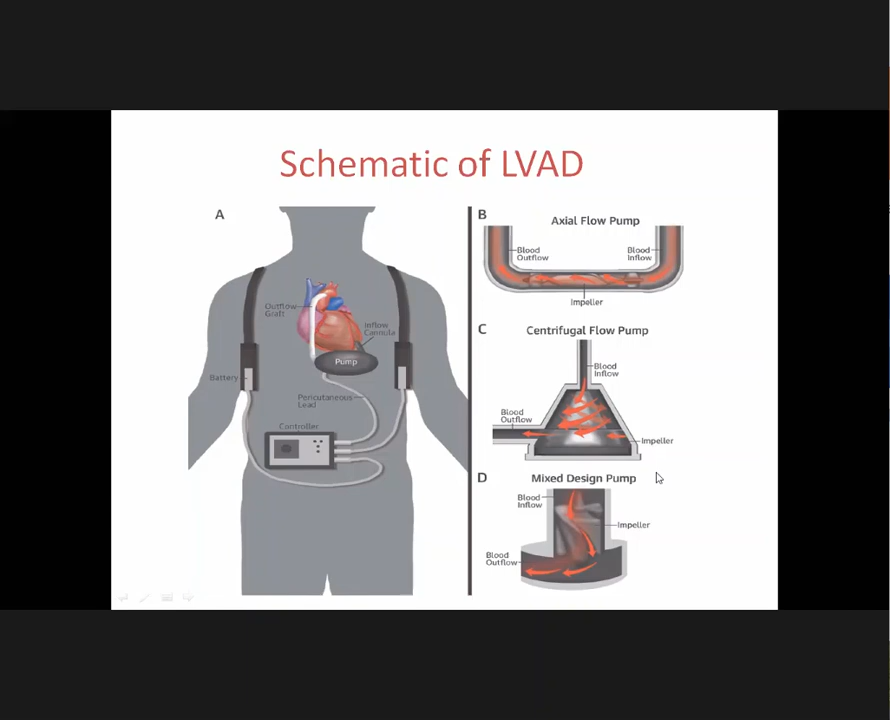 Schematic of LVAD
A
Outflow
Graft
Inflow
Cannula
Pump
Battery
Pericutaneous
Lead
Controller
B
Axial Flow Pump
Blood
Outflow
Blood
Inflow
Impeller
C
Centrifugal Flow Pump
Blood
Inflow
Blood
Outflow
Impeller
D
Mixed Design Pump
Blood
Inflow
Impeller
Blood
Outflow